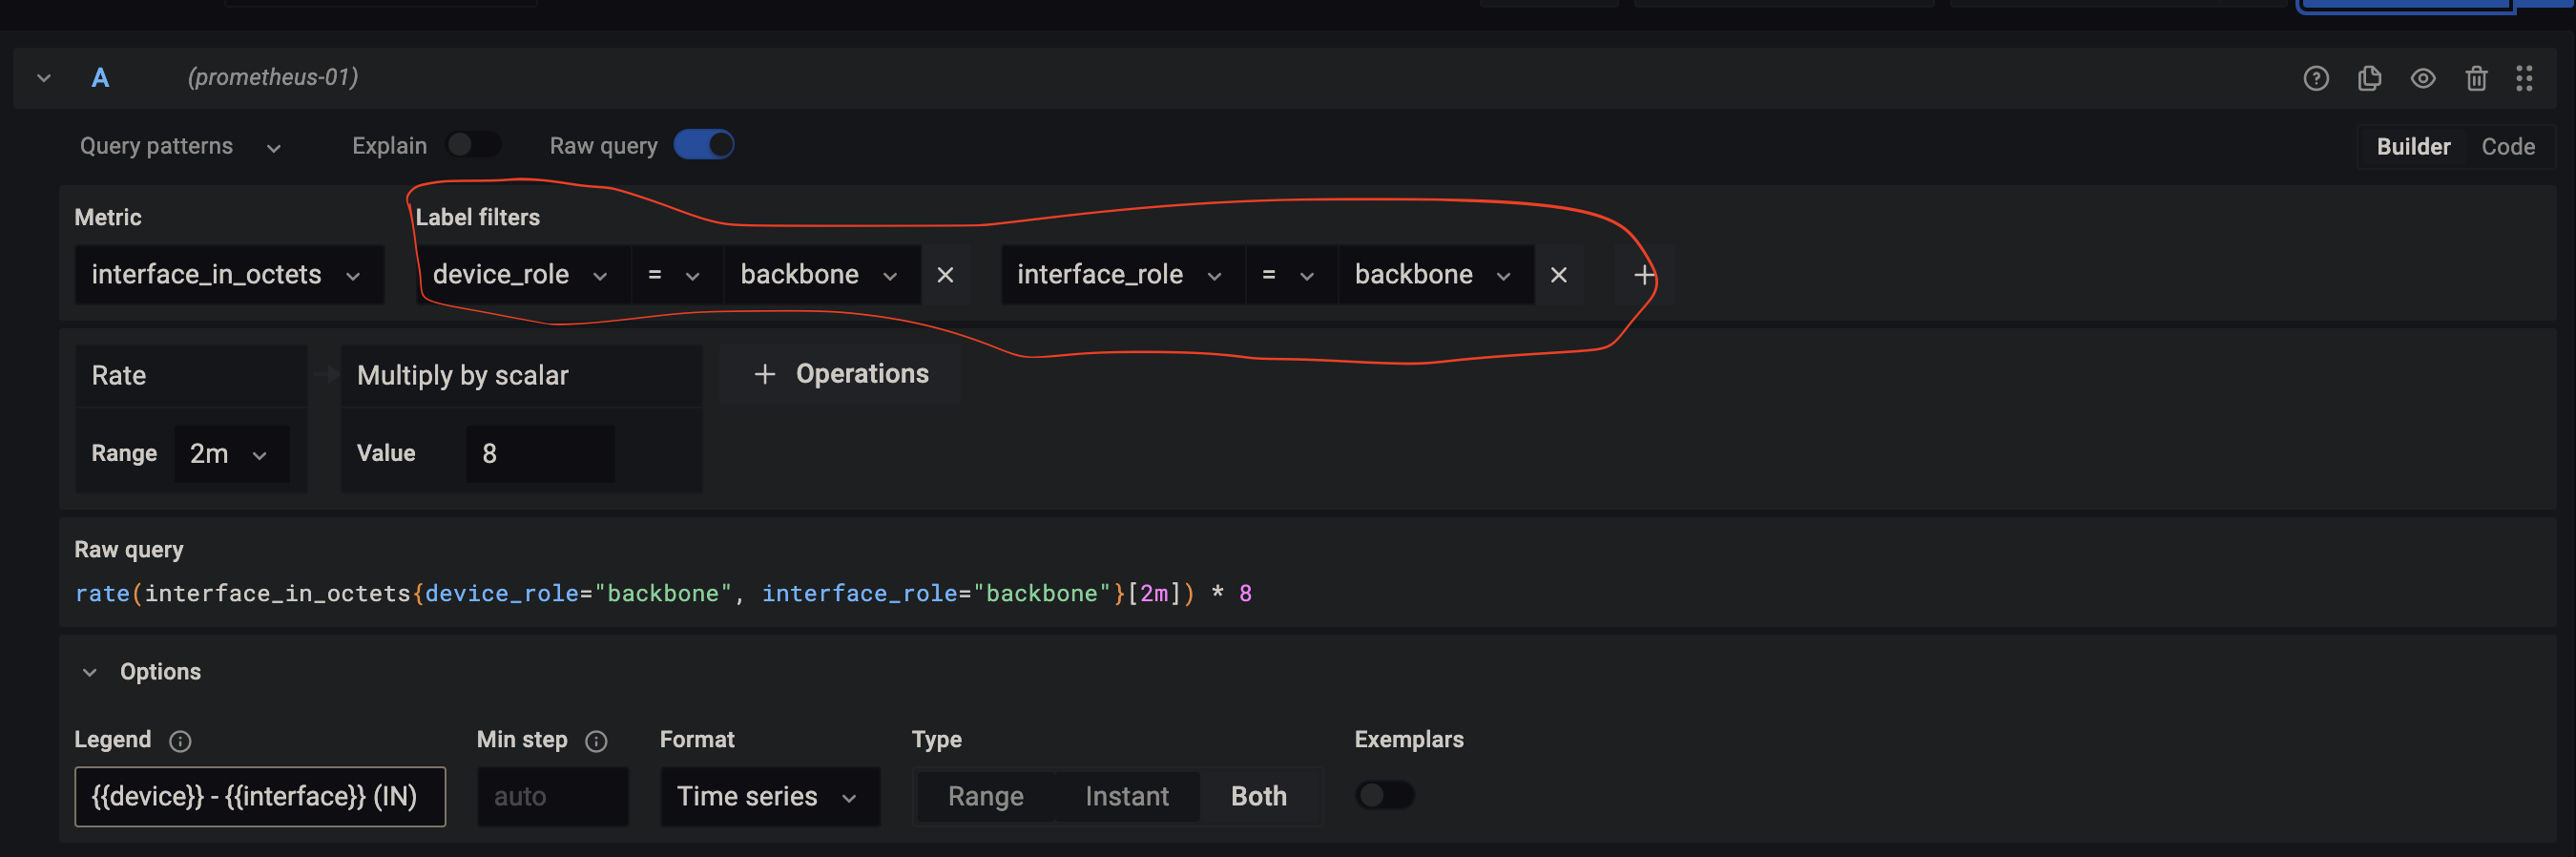 A (prometheus-01)
Query patterns Explain Raw query Builder Code
Metric Label filters
interface_in_octets device_role = backbone interface_role = backbone
Rate Multiply by scalar + Operations
Range 2m Value 8
Raw query
rate(interface_in_octets{device_role="backbone", interface_role="backbone"}[2m]) * 8
Options
Legend Min step Format Type Exemplars
{{device}} - {{interface}} (IN) auto Time series Range Instant Both